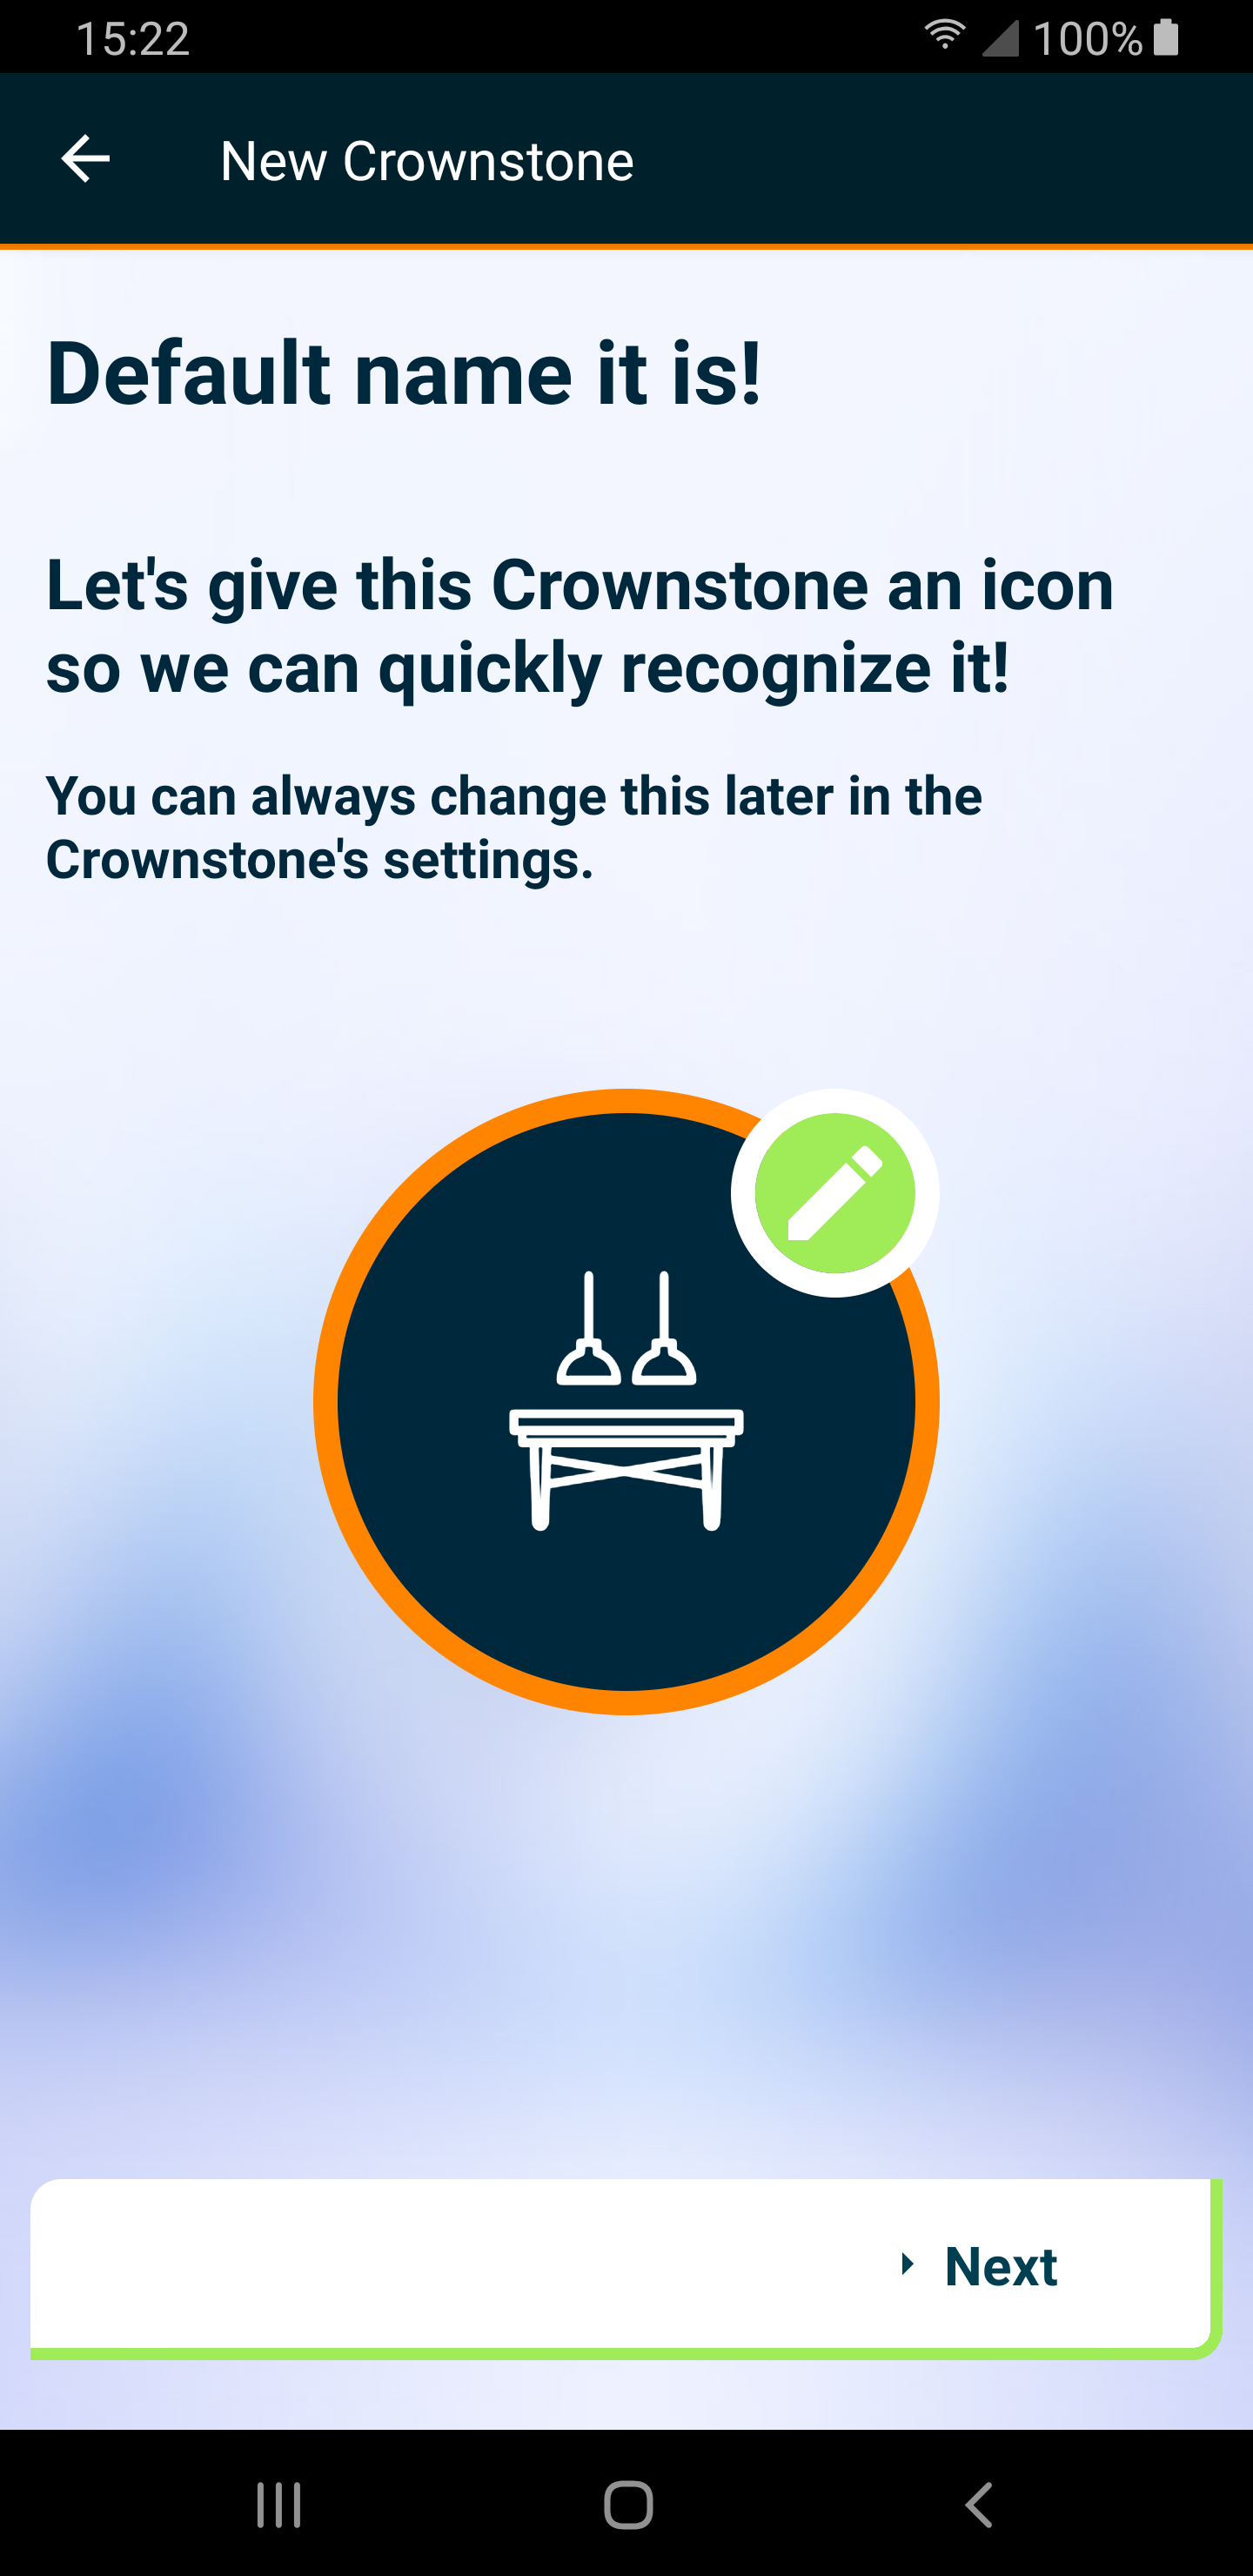 15:22
100%
New Crownstone
Default name it is!
Let's give this Crownstone an icon
so we can quickly recognize it!
You can always change this later in the
Crownstone's settings.
Next